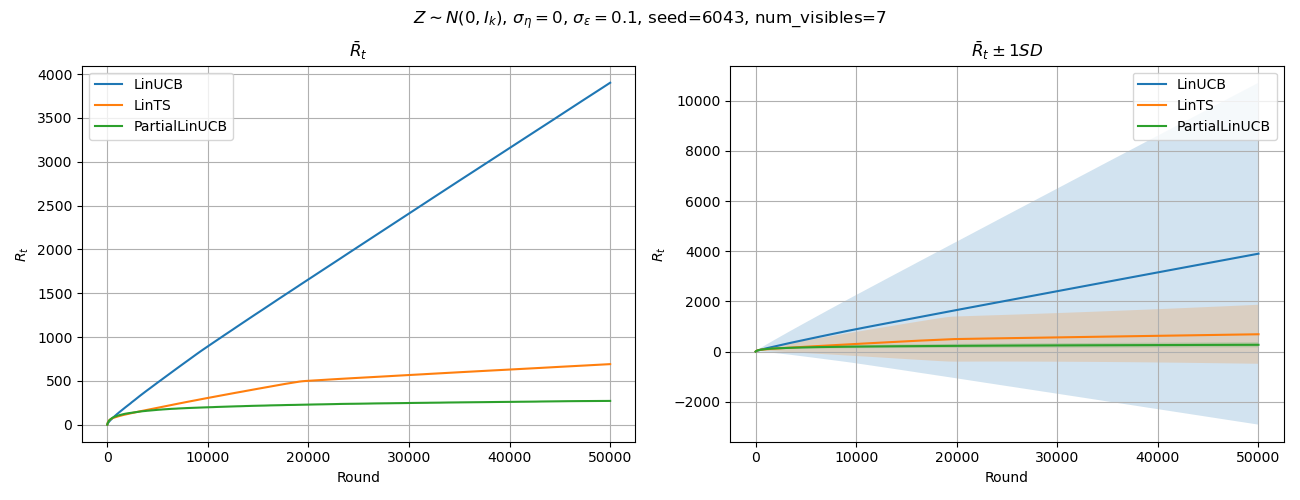 Z ∼ N(0, I_k), σ_η = 0, σ_ε = 0.1, seed=6043, num_visibles=7
R̄_t
4000
3500
3000
2500
2000
1500
1000
500
0
R_t
LinUCB
LinTS
PartialLinUCB
0 10000 20000 30000 40000 50000
Round
R̄_t ± 1SD
10000
8000
6000
4000
2000
0
−2000
R_t
LinUCB
LinTS
PartialLinUCB
0 10000 20000 30000 40000 50000
Round